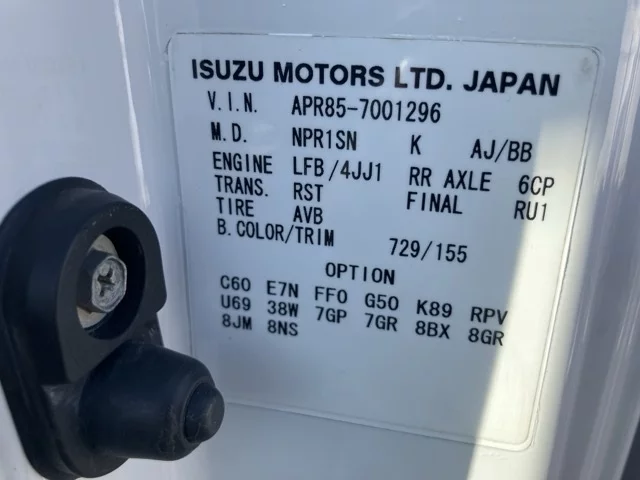 ISUZU MOTORS LTD. JAPAN
V.I.N. APR85-7001296
M.D. NPR1SN K AJ/BB
ENGINE LFB/4JJ1 RR AXLE 6CP
TRANS. RST FINAL RU1
TIRE AVB
B.COLOR/TRIM 729/155
OPTION
C60 E7N FF0 G50 K89 RPV
U69 38W 7GP 7GR 8BX 8GR
8JM 8NS